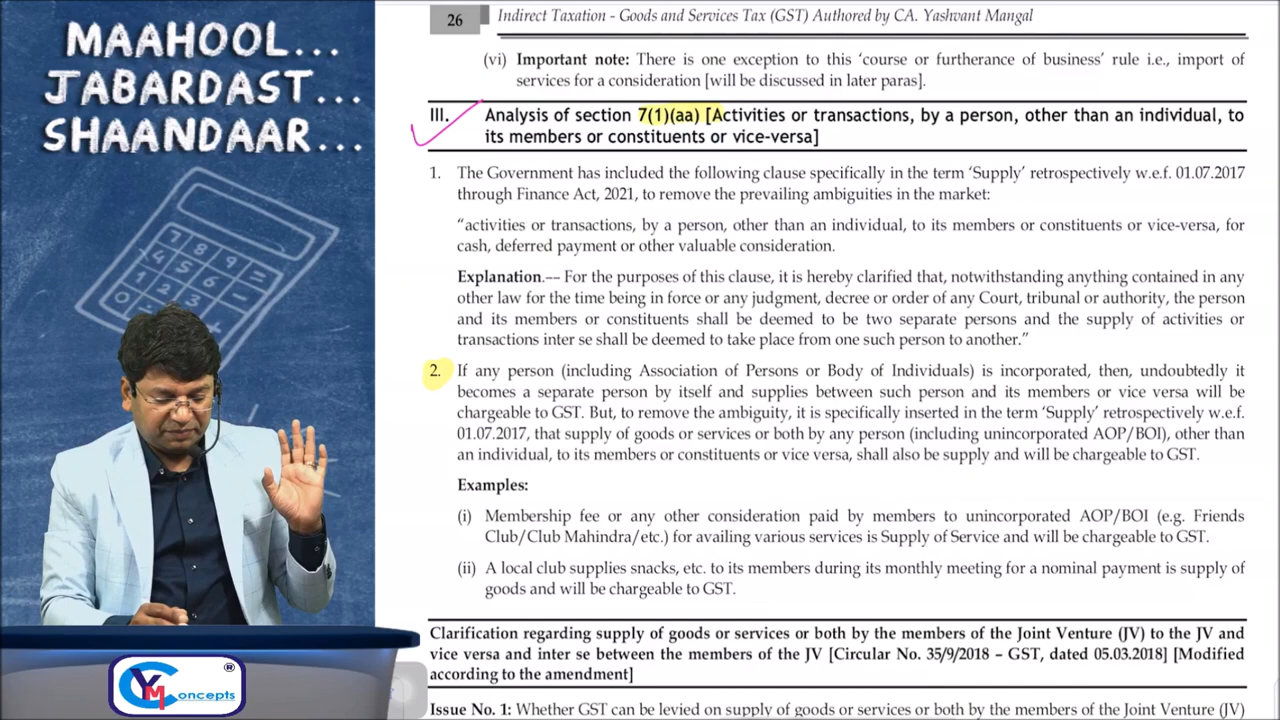 MAAHOOL...
JABARDAST...
SHAANDAAR...
26
Indirect Taxation - Goods and Services Tax (GST) Authored by CA. Yashvant Mangal
(vi) Important note: There is one exception to this ‘course or furtherance of business’ rule i.e., import of
services for a consideration [will be discussed in later paras].
III. Analysis of section 7(1)(aa) [Activities or transactions, by a person, other than an individual, to
its members or constituents or vice-versa]
1. The Government has included the following clause specifically in the term ‘Supply’ retrospectively w.e.f. 01.07.2017
through Finance Act, 2021, to remove the prevailing ambiguities in the market:
“activities or transactions, by a person, other than an individual, to its members or constituents or vice-versa, for
cash, deferred payment or other valuable consideration.
Explanation.–– For the purposes of this clause, it is hereby clarified that, notwithstanding anything contained in any
other law for the time being in force or any judgment, decree or order of any Court, tribunal or authority, the person
and its members or constituents shall be deemed to be two separate persons and the supply of activities or
transactions inter se shall be deemed to take place from one such person to another.”
2. If any person (including Association of Persons or Body of Individuals) is incorporated, then, undoubtedly it
becomes a separate person by itself and supplies between such person and its members or vice versa will be
chargeable to GST. But, to remove the ambiguity, it is specifically inserted in the term ‘Supply’ retrospectively w.e.f.
01.07.2017, that supply of goods or services or both by any person (including unincorporated AOP/BOI), other than
an individual, to its members or constituents or vice versa, shall also be supply and will be chargeable to GST.
Examples:
(i) Membership fee or any other consideration paid by members to unincorporated AOP/BOI (e.g. Friends
Club/Club Mahindra/etc.) for availing various services is Supply of Service and will be chargeable to GST.
(ii) A local club supplies snacks, etc. to its members during its monthly meeting for a nominal payment is supply of
goods and will be chargeable to GST.
Clarification regarding supply of goods or services or both by the members of the Joint Venture (JV) to the JV and
vice versa and inter se between the members of the JV [Circular No. 35/9/2018 – GST, dated 05.03.2018] [Modified
according to the amendment]
Issue No. 1: Whether GST can be levied on supply of goods or services or both by the members of the Joint Venture (JV)
7 8 9 =
4 5 6 -
1 2 3
0 +
YM Concepts ®